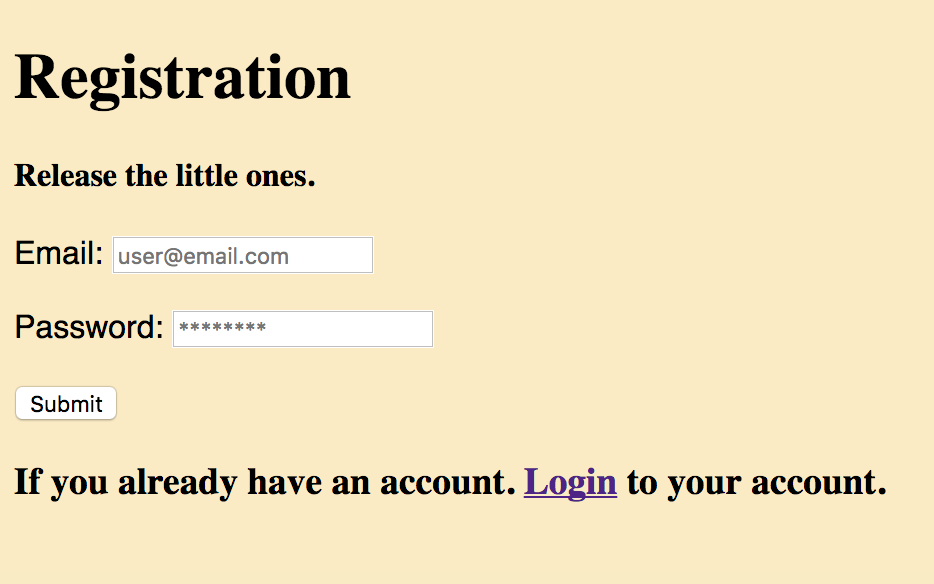 Registration
Release the little ones.
Email: user@email.com
Password: ********
Submit
If you already have an account. Login to your account.